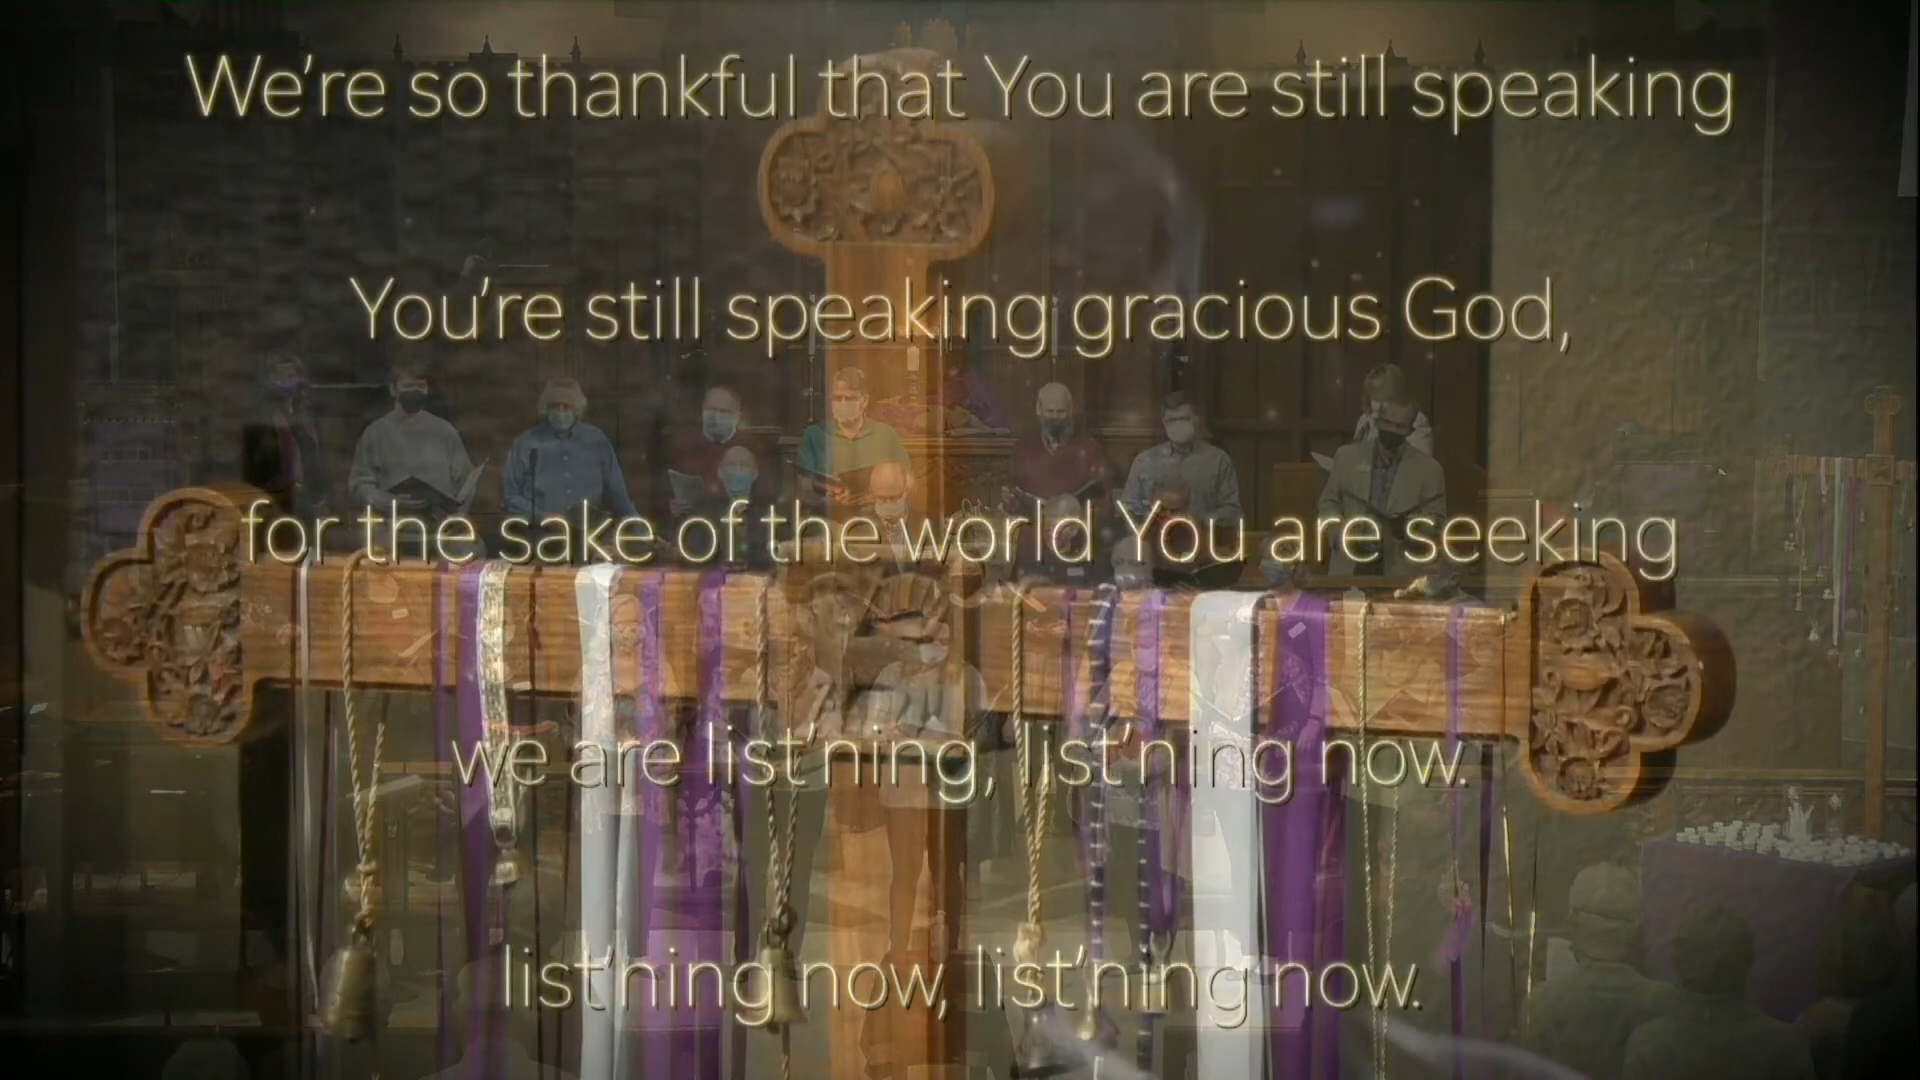 We're so thankful that You are still speaking
You're still speaking gracious God,
for the sake of the world You are seeking
we are list'ning, list'ning now.
list'ning now, list'ning now.